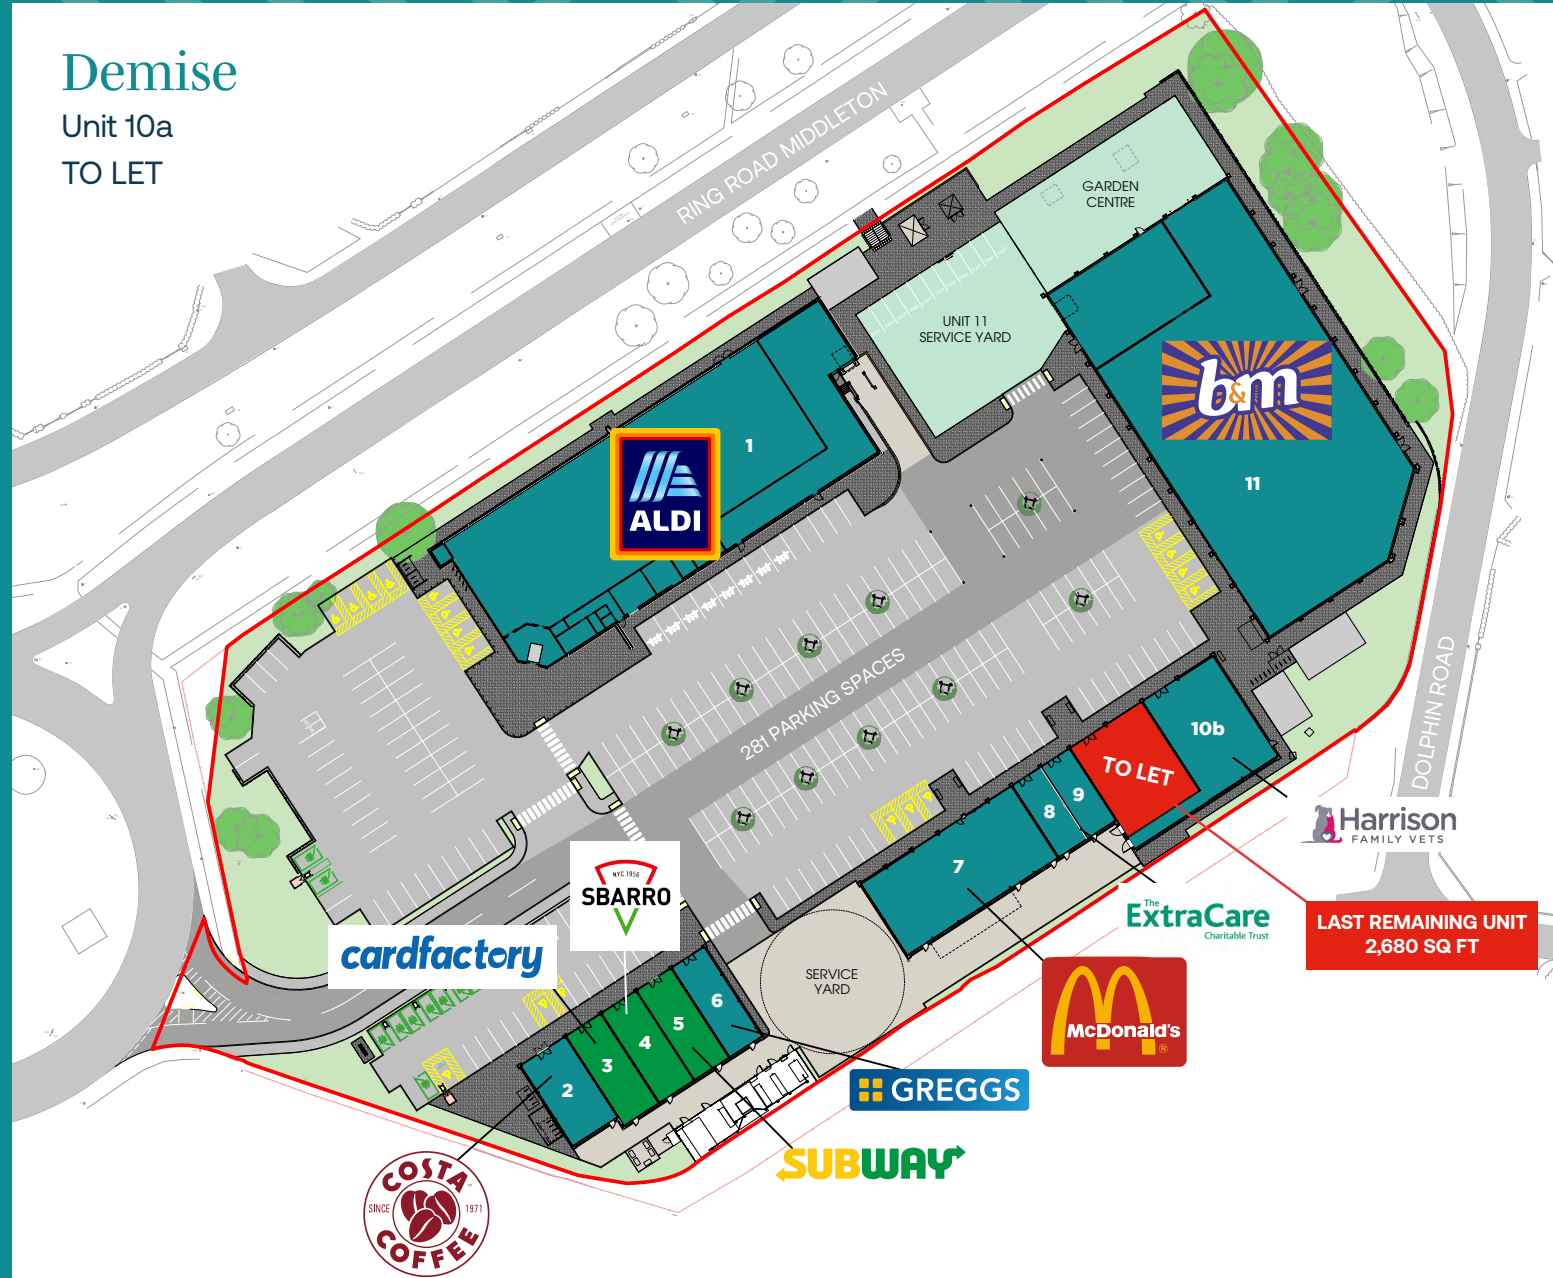 Demise
Unit 10a
TO LET
RING ROAD MIDDLETON
GARDEN
CENTRE
UNIT 11
SERVICE YARD
b&m
1
ALDI
11
281 PARKING SPACES
DOLPHIN ROAD
10b
TO LET
9
8
7
Harrison
FAMILY VETS
NYC.1956
SBARRO
cardfactory
The
ExtraCare
Charitable Trust
LAST REMAINING UNIT
2,680 SQ FT
SERVICE
YARD
6
5
4
3
2
McDonald's
®
GREGGS
SUBWAY
COSTA
SINCE 1971
COFFEE